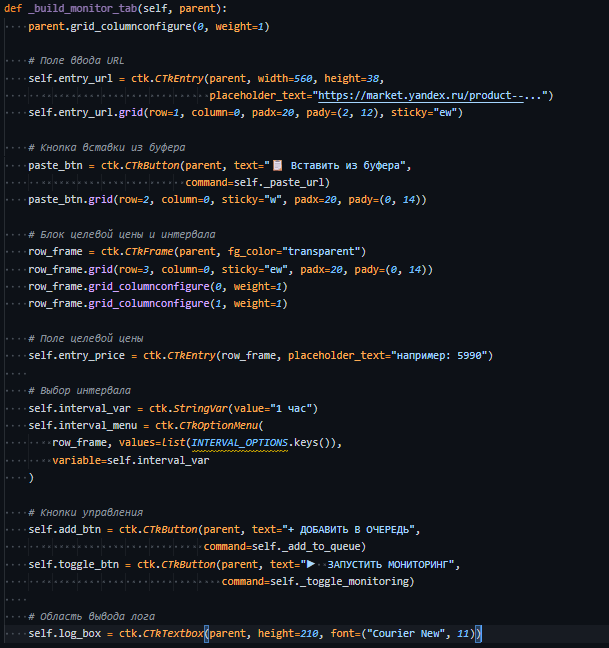 def _build_monitor_tab(self, parent):
    parent.grid_columnconfigure(0, weight=1)

    # Поле ввода URL
    self.entry_url = ctk.CTkEntry(parent, width=560, height=38,
                                  placeholder_text="https://market.yandex.ru/product--...")
    self.entry_url.grid(row=1, column=0, padx=20, pady=(2, 12), sticky="ew")

    # Кнопка вставки из буфера
    paste_btn = ctk.CTkButton(parent, text="📋 Вставить из буфера",
                              command=self._paste_url)
    paste_btn.grid(row=2, column=0, sticky="w", padx=20, pady=(0, 14))

    # Блок целевой цены и интервала
    row_frame = ctk.CTkFrame(parent, fg_color="transparent")
    row_frame.grid(row=3, column=0, sticky="ew", padx=20, pady=(0, 14))
    row_frame.grid_columnconfigure(0, weight=1)
    row_frame.grid_columnconfigure(1, weight=1)

    # Поле целевой цены
    self.entry_price = ctk.CTkEntry(row_frame, placeholder_text="например: 5990")

    # Выбор интервала
    self.interval_var = ctk.StringVar(value="1 час")
    self.interval_menu = ctk.CTkOptionMenu(
        row_frame, values=list(INTERVAL_OPTIONS.keys()),
        variable=self.interval_var
    )

    # Кнопки управления
    self.add_btn = ctk.CTkButton(parent, text="+ ДОБАВИТЬ В ОЧЕРЕДЬ",
                                 command=self._add_to_queue)
    self.toggle_btn = ctk.CTkButton(parent, text="▶  ЗАПУСТИТЬ МОНИТОРИНГ",
                                    command=self._toggle_monitoring)

    # Область вывода лога
    self.log_box = ctk.CTkTextbox(parent, height=210, font=("Courier New", 11))